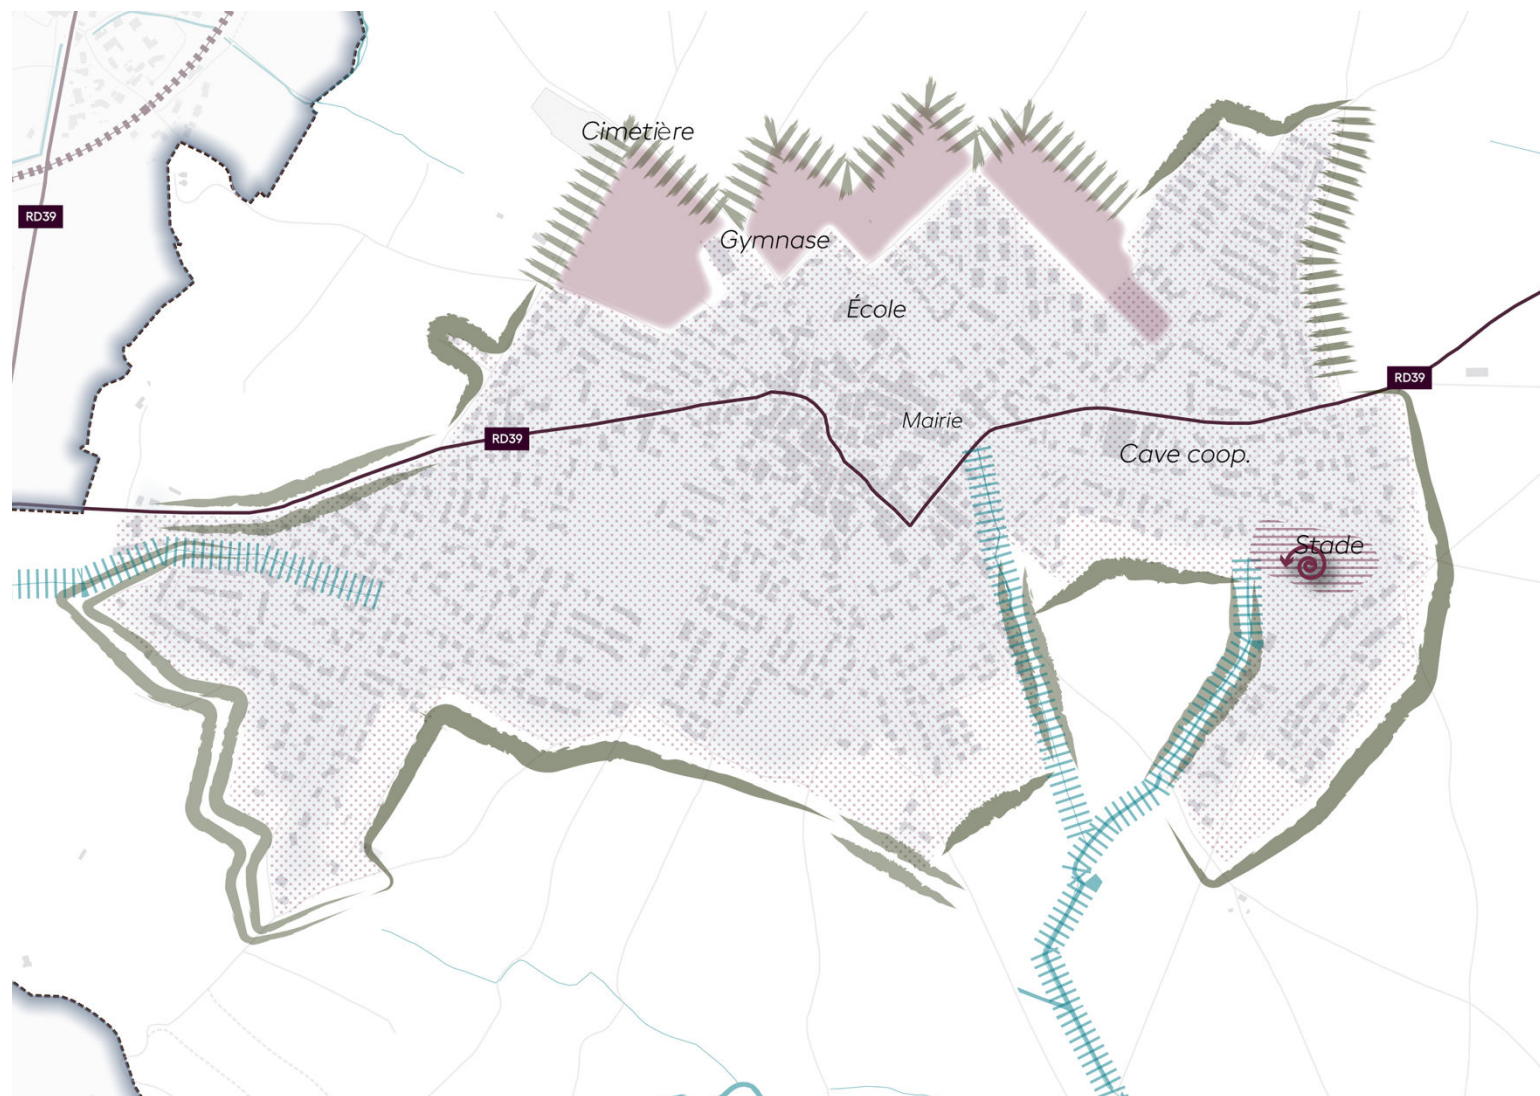 Cimetière
RD39
Gymnase
École
RD39
Mairie
RD39
Cave coop.
Stade